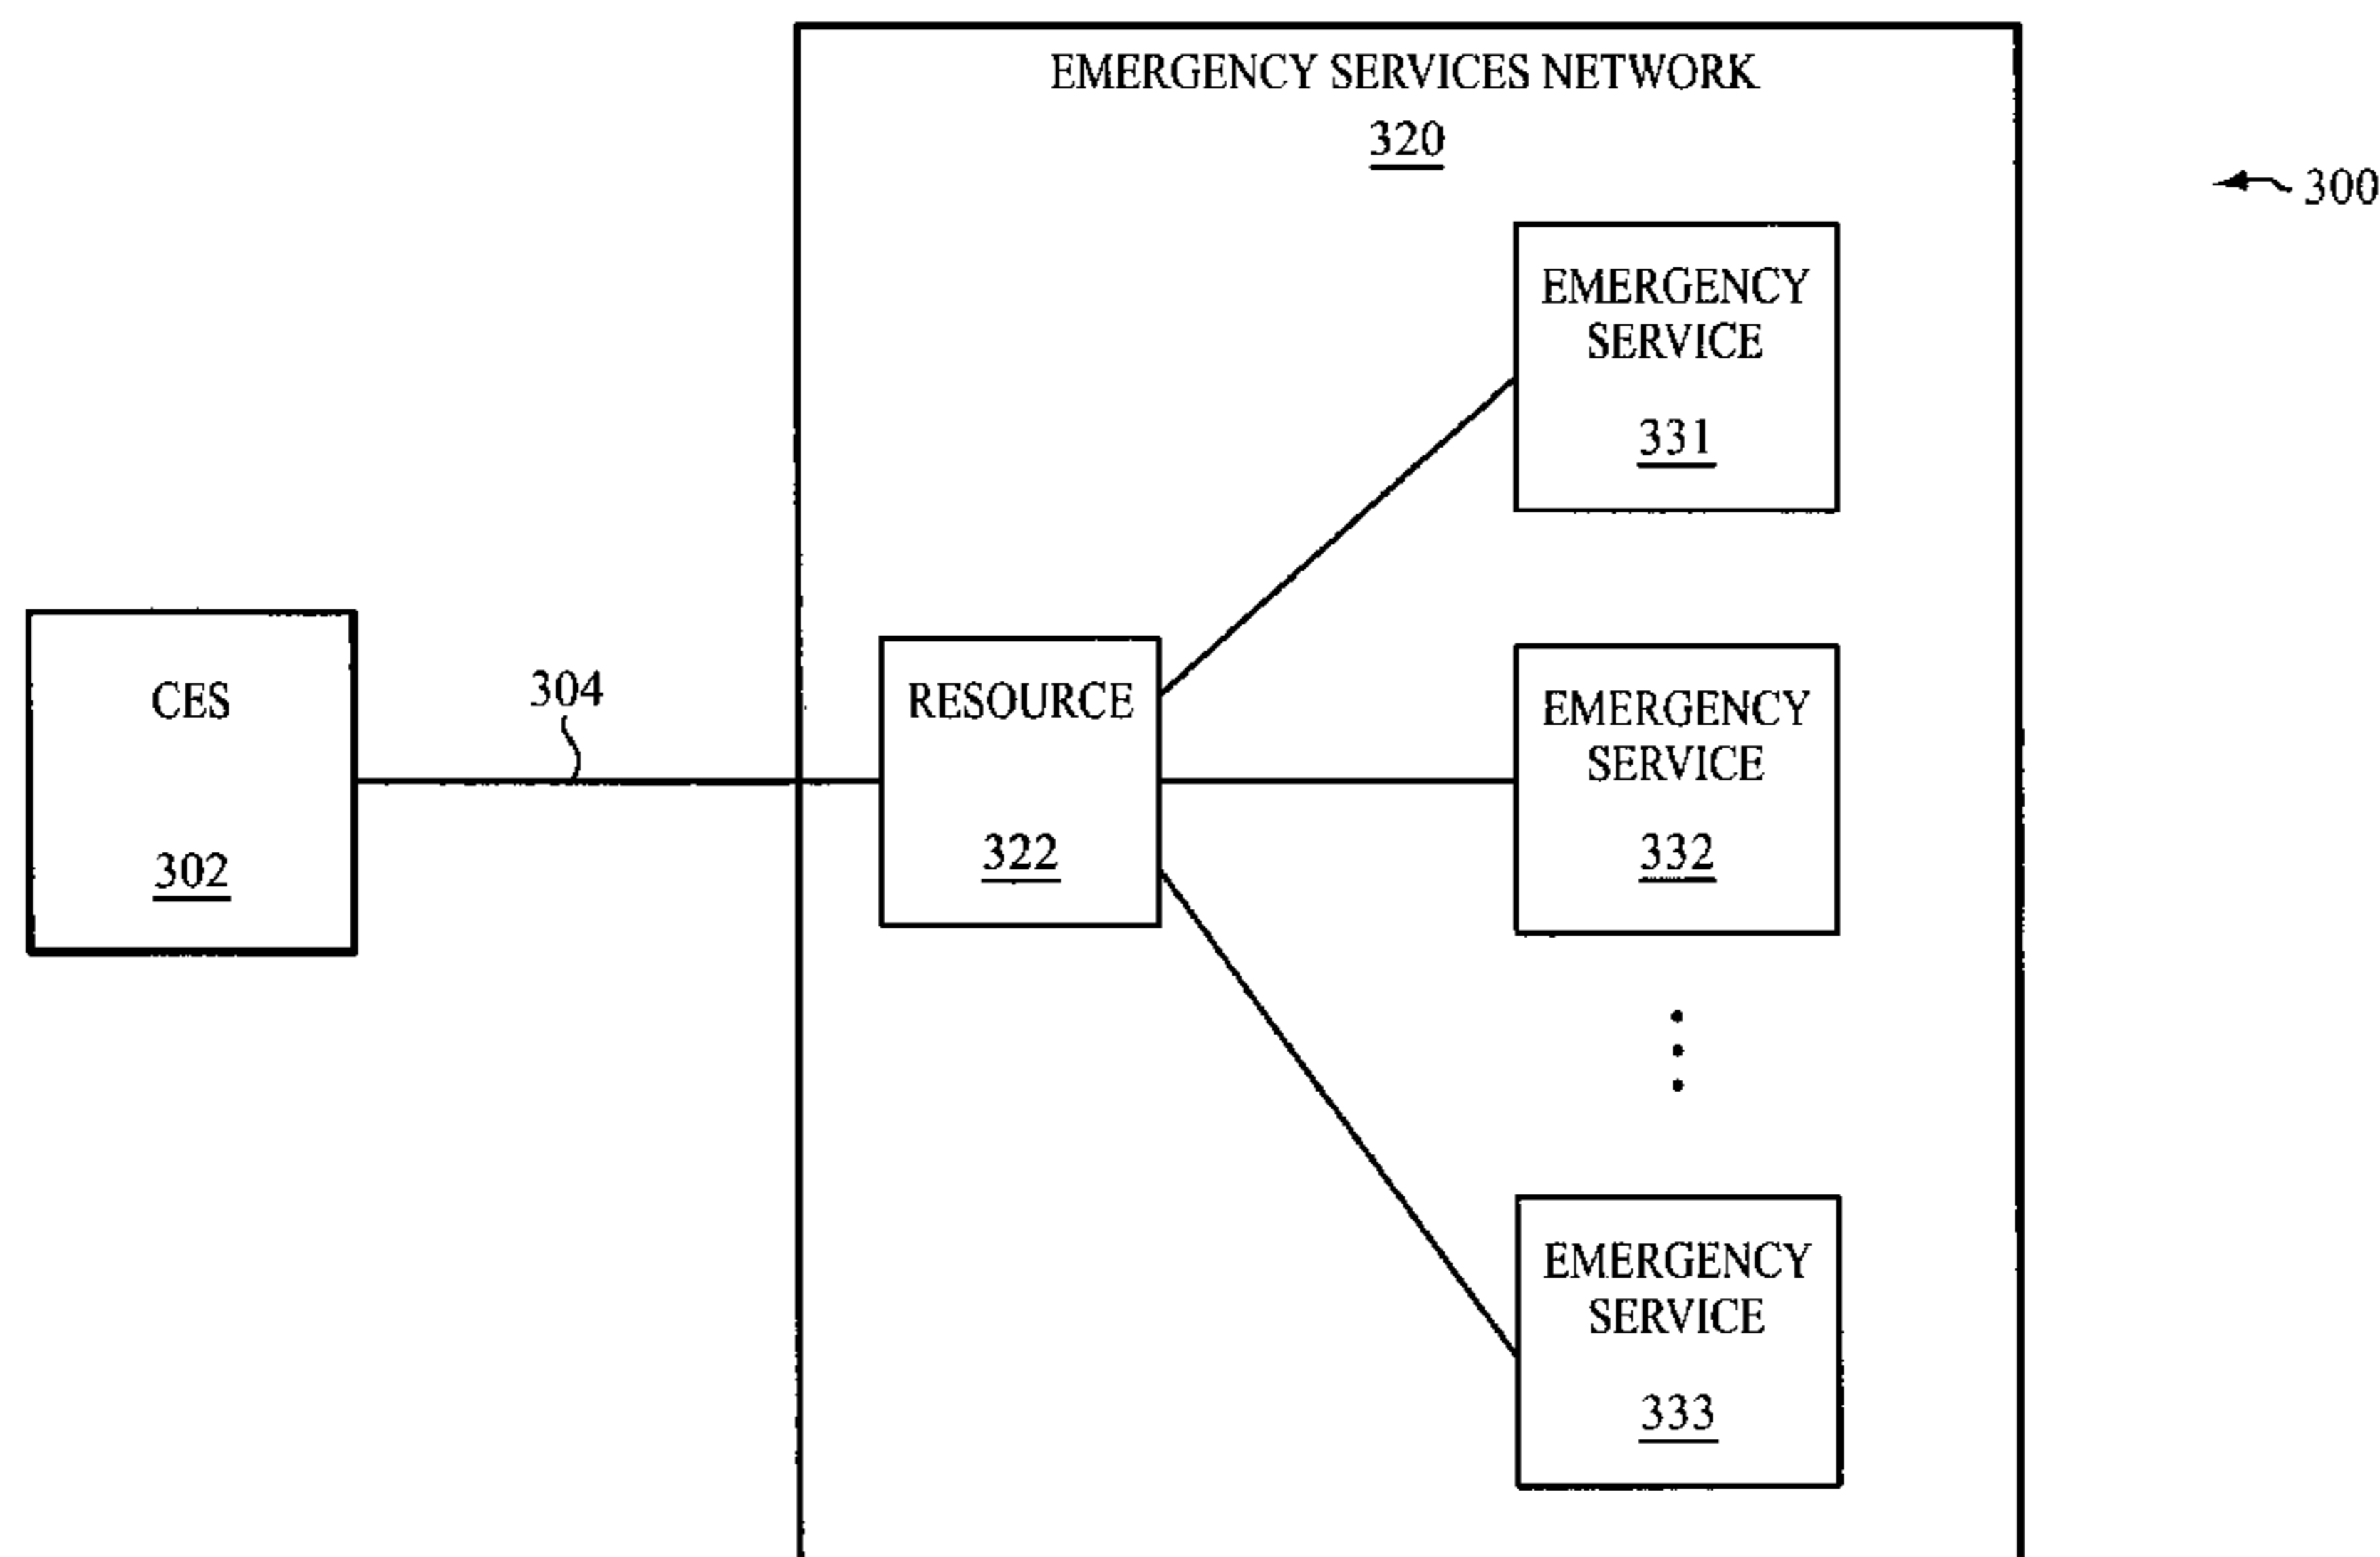 EMERGENCY SERVICES NETWORK
320
300
EMERGENCY
SERVICE
331
CES
302
304
RESOURCE
322
EMERGENCY
SERVICE
332
EMERGENCY
SERVICE
333